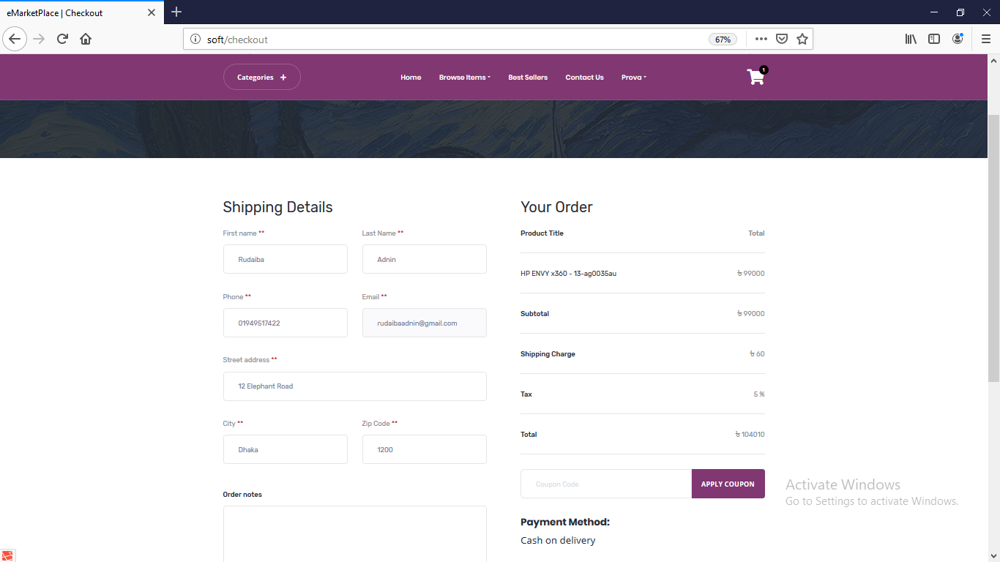 eMarketPlace | Checkout
soft/checkout
67%
Categories +
Home
Browse Items
Best Sellers
Contact Us
Prova
1
Shipping Details
First name **
Last Name **
Rudaiba
Adnin
Phone **
Email **
01949517422
rudaibaadnin@gmail.com
Street address **
12 Elephant Road
City **
Zip Code **
Dhaka
1200
Order notes
Your Order
Product Title
Total
HP ENVY x360 - 13-ag0035au
৳ 99000
Subtotal
৳ 99000
Shipping Charge
৳ 60
Tax
5 %
Total
৳ 104010
Coupon Code
APPLY COUPON
Payment Method:
Cash on delivery
Activate Windows
Go to Settings to activate Windows.